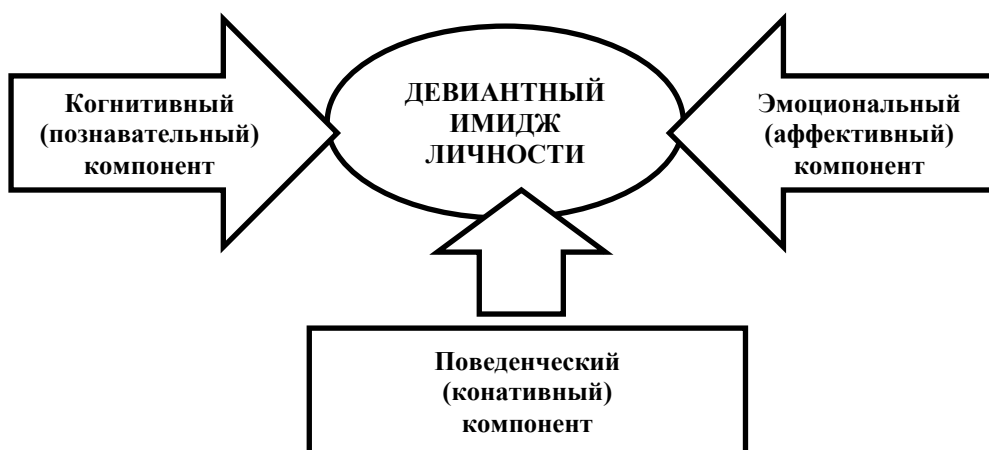 Когнитивный
(познавательный)
компонент
ДЕВИАНТНЫЙ
ИМИДЖ
ЛИЧНОСТИ
Эмоциональный
(аффективный)
компонент
Поведенческий
(конативный)
компонент